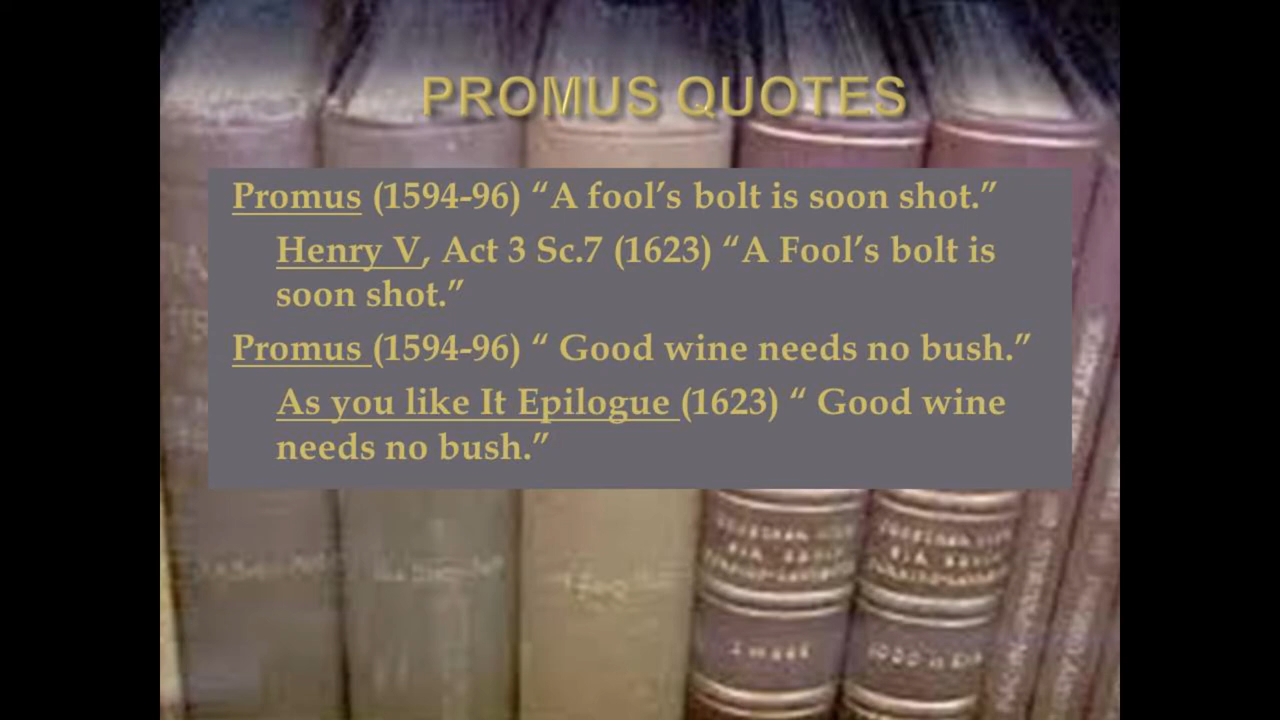 PROMUS QUOTES
Promus (1594-96) “A fool’s bolt is soon shot.”
Henry V, Act 3 Sc.7 (1623) “A Fool’s bolt is
soon shot.”
Promus (1594-96) “ Good wine needs no bush.”
As you like It Epilogue (1623) “ Good wine
needs no bush.”